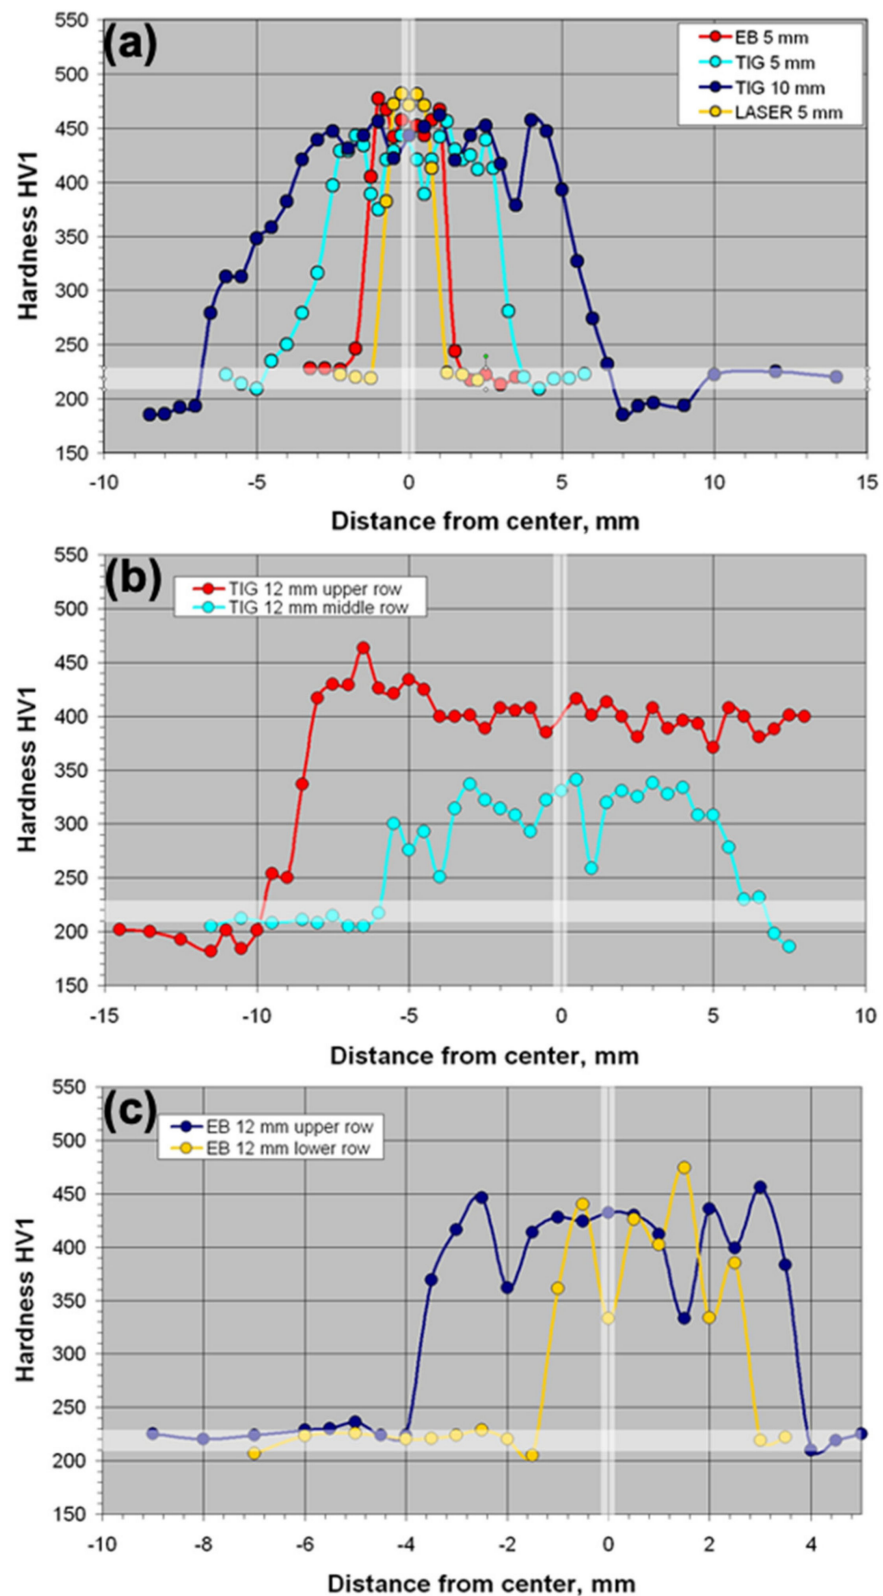 (a)
550
500
450
400
350
300
250
200
150
Hardness HV1
EB 5 mm
TIG 5 mm
TIG 10 mm
LASER 5 mm
-10 -5 0 5 10 15
Distance from center, mm
(b)
550
500
450
400
350
300
250
200
150
Hardness HV1
TIG 12 mm upper row
TIG 12 mm middle row
-15 -10 -5 0 5 10
Distance from center, mm
(c)
550
500
450
400
350
300
250
200
150
Hardness HV1
EB 12 mm upper row
EB 12 mm lower row
-10 -8 -6 -4 -2 0 2 4
Distance from center, mm